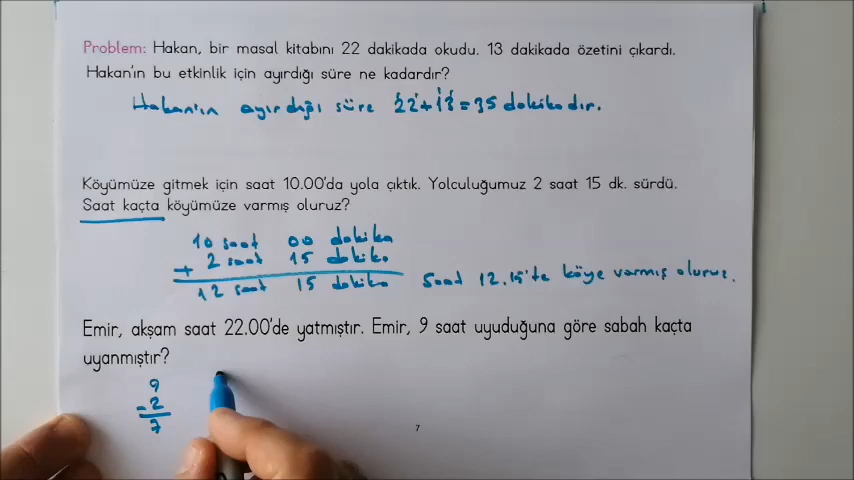 Problem: Hakan, bir masal kitabını 22 dakikada okudu. 13 dakikada özetini çıkardı.
Hakan'ın bu etkinlik için ayırdığı süre ne kadardır?
Hakan'ın ayırdığı süre 22+13=35 dakikadır.
Köyümüze gitmek için saat 10.00'da yola çıktık. Yolculuğumuz 2 saat 15 dk. sürdü.
Saat kaçta köyümüze varmış oluruz?
10 saat 00 dakika
+ 2 saat 15 dakika
12 saat 15 dakika Saat 12.15'te köye varmış oluruz.
Emir, akşam saat 22.00'de yatmıştır. Emir, 9 saat uyuduğuna göre sabah kaçta
uyanmıştır?
9
- 2
7
7